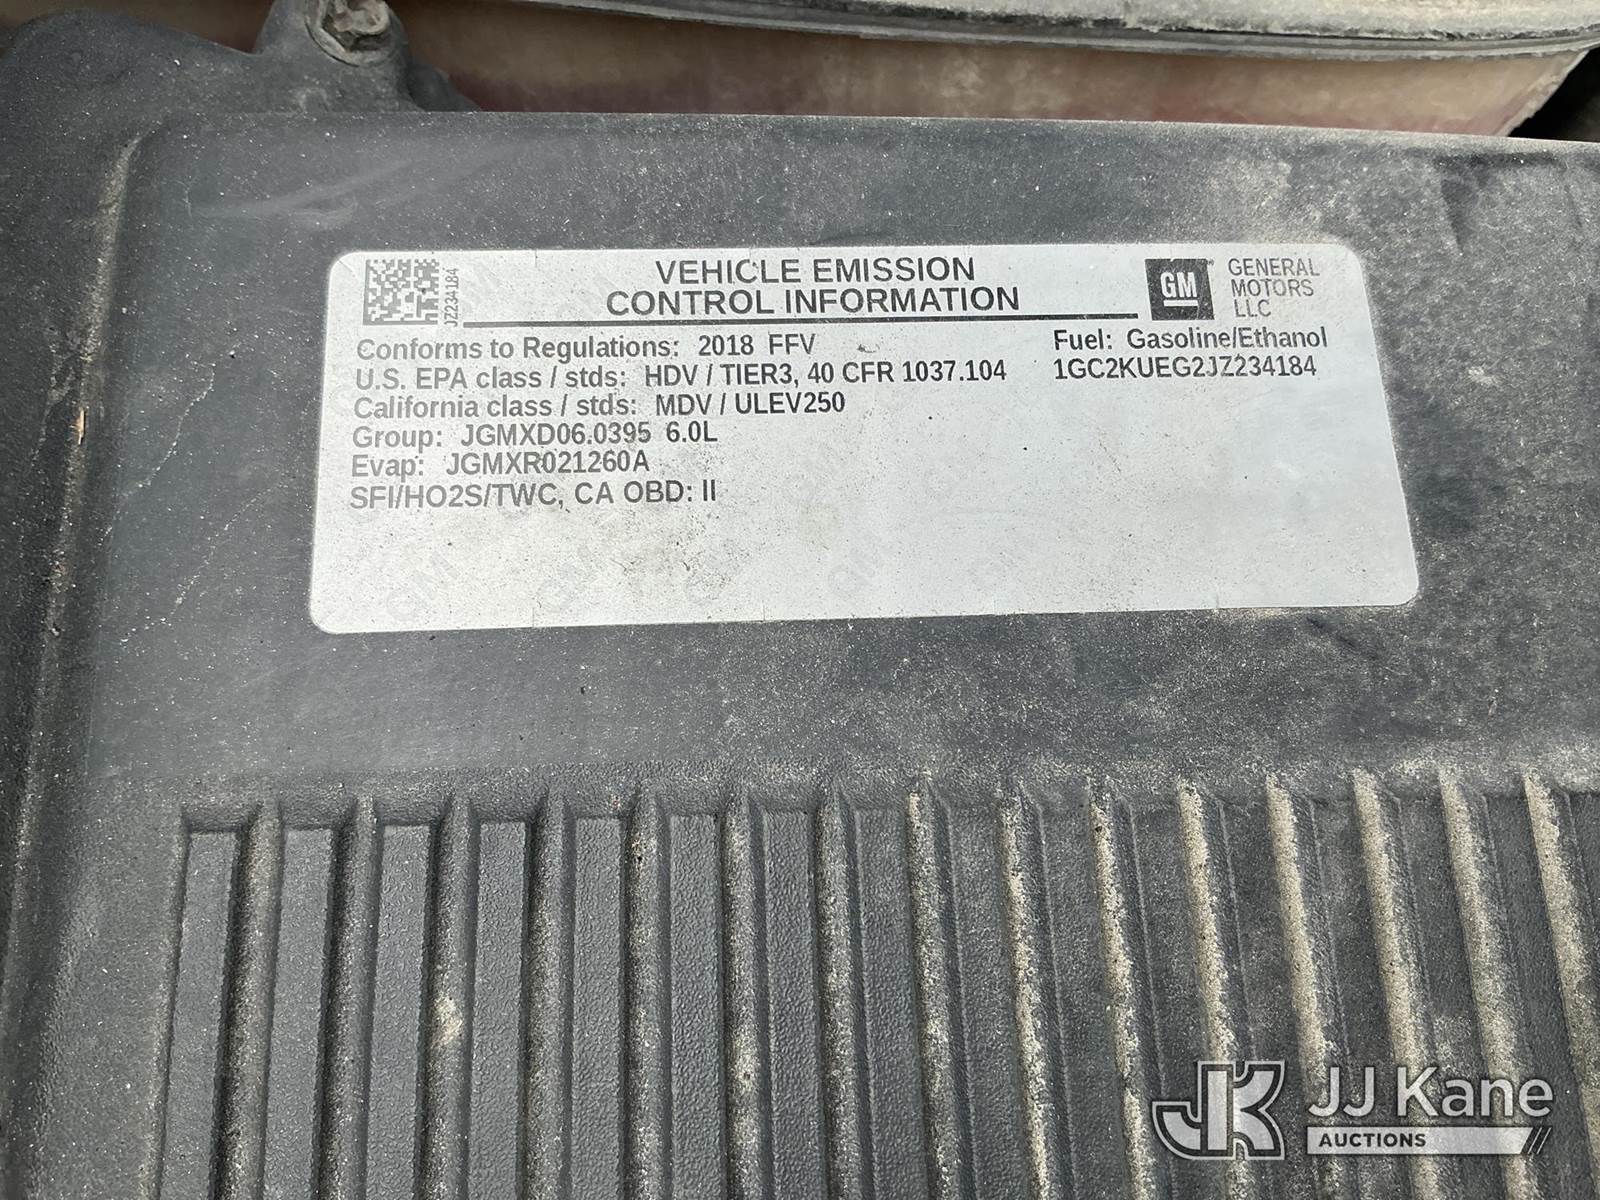 JZ234184
VEHICLE EMISSION
CONTROL INFORMATION
GM
GENERAL
MOTORS
LLC
Conforms to Regulations: 2018 FFV
Fuel: Gasoline/Ethanol
U.S. EPA class / stds: HDV / TIER3, 40 CFR 1037.104
1GC2KUEG2JZ234184
California class / stds: MDV / ULEV250
Group: JGMXD06.0395 6.0L
Evap: JGMXR021260A
SFI/HO2S/TWC, CA OBD: II
JK
JJ Kane
AUCTIONS